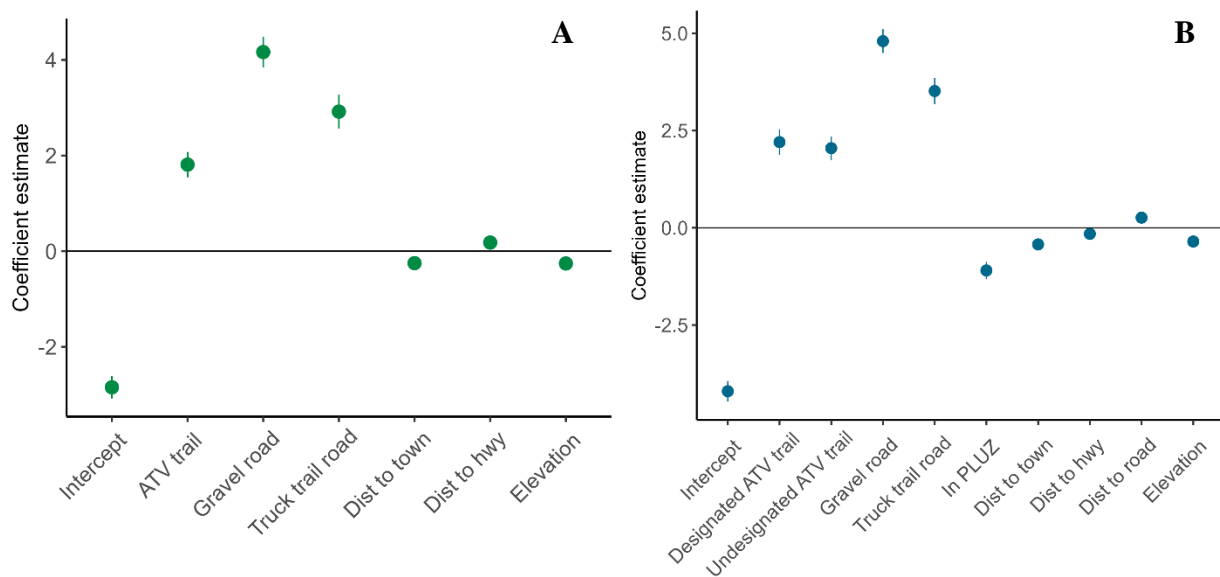 A
Coefficient estimate
4
2
0
-2
Intercept
ATV trail
Gravel road
Truck trail road
Dist to town
Dist to hwy
Elevation
B
Coefficient estimate
5.0
2.5
0.0
-2.5
Intercept
Designated ATV trail
Undesignated ATV trail
Gravel road
Truck trail road
In PLUZ
Dist to town
Dist to hwy
Dist to road
Elevation